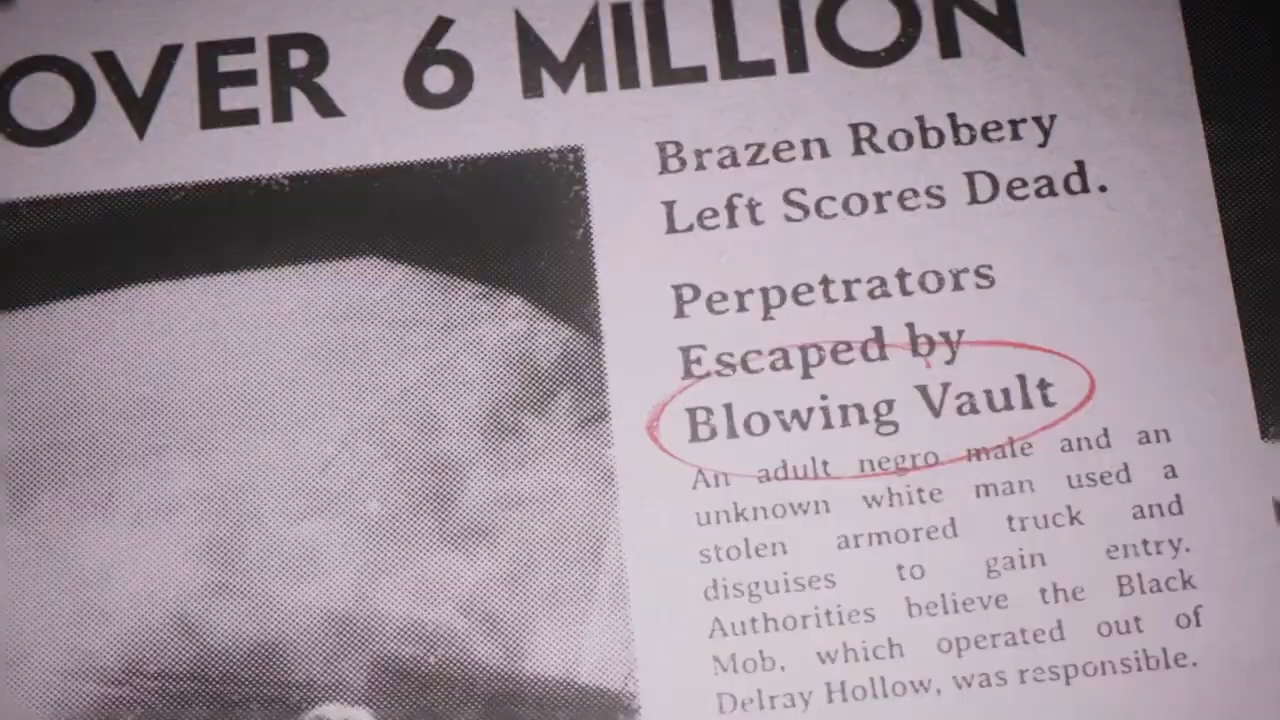 OVER 6 MILLION
Brazen Robbery
Left Scores Dead.
Perpetrators
Escaped by
Blowing Vault
An adult negro male and an
unknown white man used a
stolen armored truck and
disguises to gain entry.
Authorities believe the Black
Mob, which operated out of
Delray Hollow, was responsible.